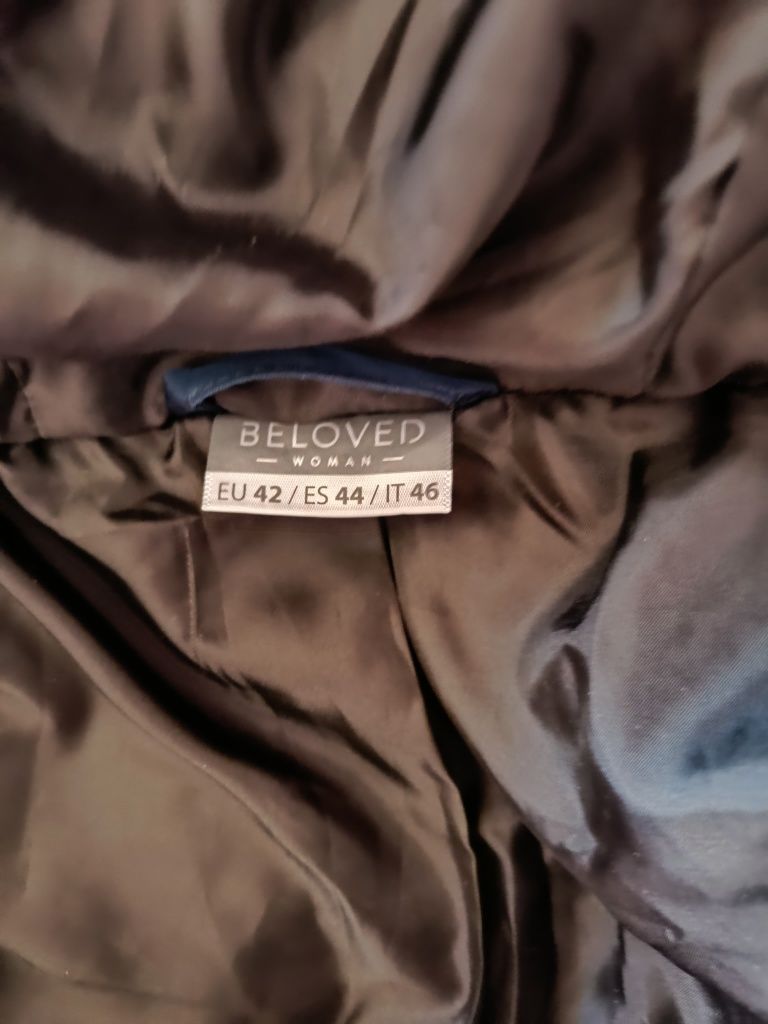 BELOVED
— WOMAN —
EU 42 / ES 44 / IT 46